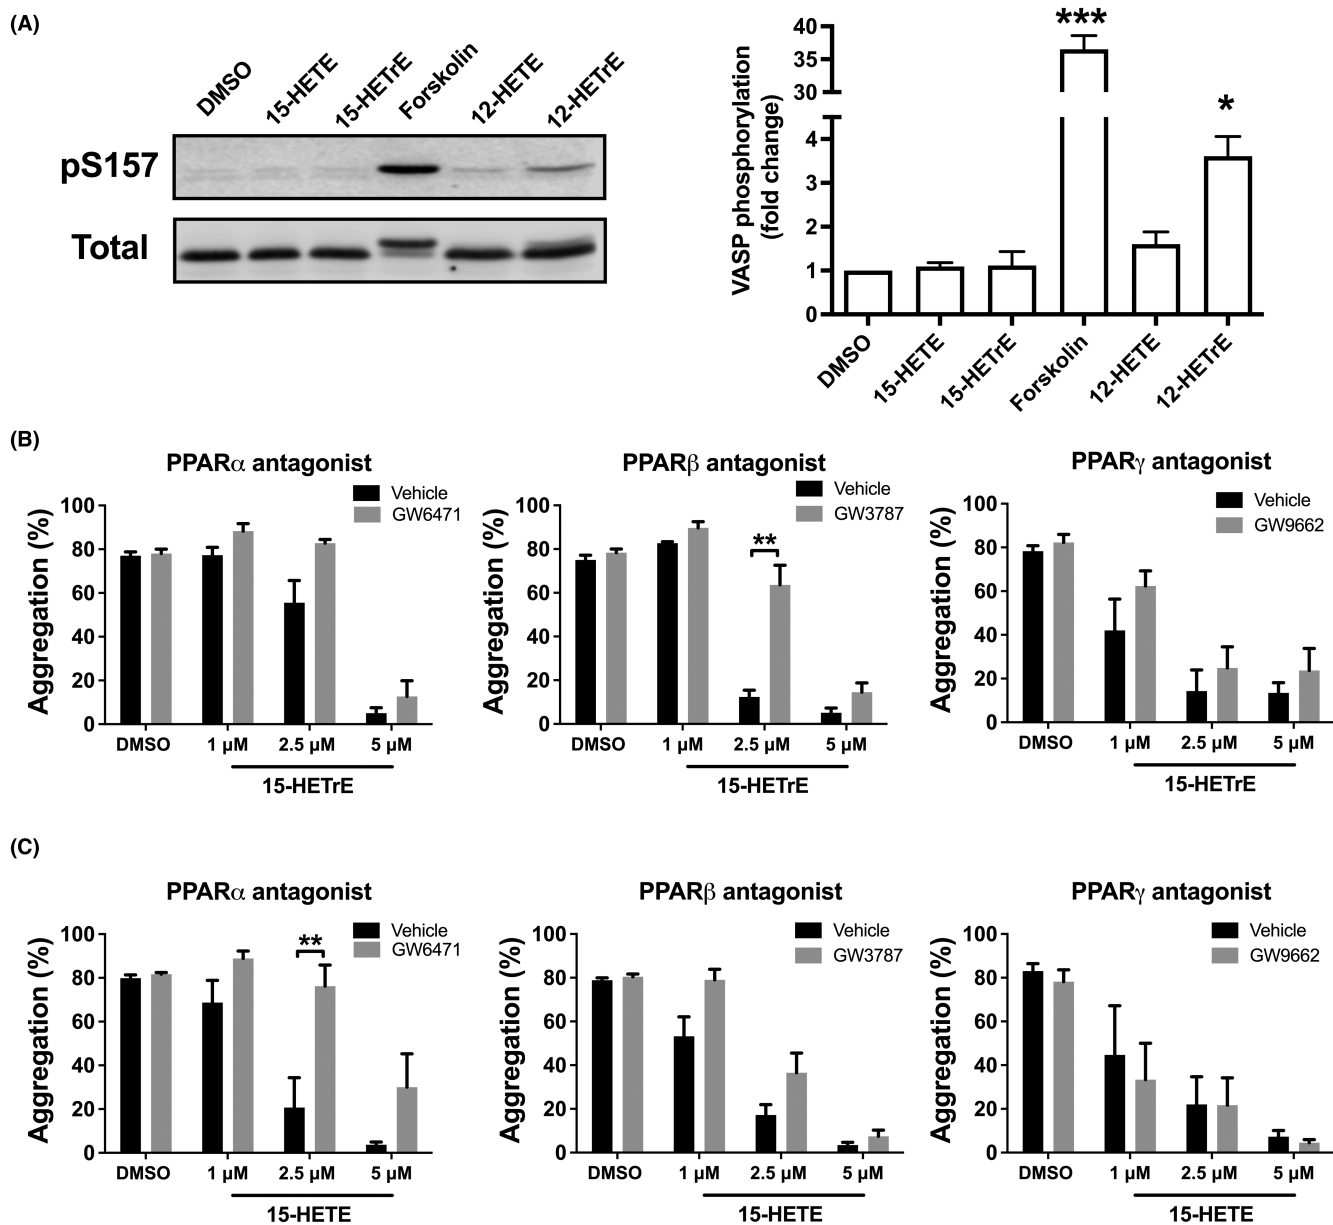 (A)
DMSO
15-HETE
15-HETrE
Forskolin
12-HETE
12-HETrE
pS157
Total
VASP phosphorylation
(fold change)
40
35
30
4
3
2
1
0
***
*
DMSO
15-HETE
15-HETrE
Forskolin
12-HETE
12-HETrE
(B)
PPARα antagonist
Vehicle
GW6471
Aggregation (%)
100
80
60
40
20
0
DMSO
1 µM
2.5 µM
5 µM
15-HETrE
PPARβ antagonist
Vehicle
GW3787
Aggregation (%)
100
80
60
40
20
0
**
DMSO
1 µM
2.5 µM
5 µM
15-HETrE
PPARγ antagonist
Vehicle
GW9662
Aggregation (%)
100
80
60
40
20
0
DMSO
1 µM
2.5 µM
5 µM
15-HETrE
(C)
PPARα antagonist
Vehicle
GW6471
Aggregation (%)
100
80
60
40
20
0
**
DMSO
1 µM
2.5 µM
5 µM
15-HETE
PPARβ antagonist
Vehicle
GW3787
Aggregation (%)
100
80
60
40
20
0
DMSO
1 µM
2.5 µM
5 µM
15-HETE
PPARγ antagonist
Vehicle
GW9662
Aggregation (%)
100
80
60
40
20
0
DMSO
1 µM
2.5 µM
5 µM
15-HETE